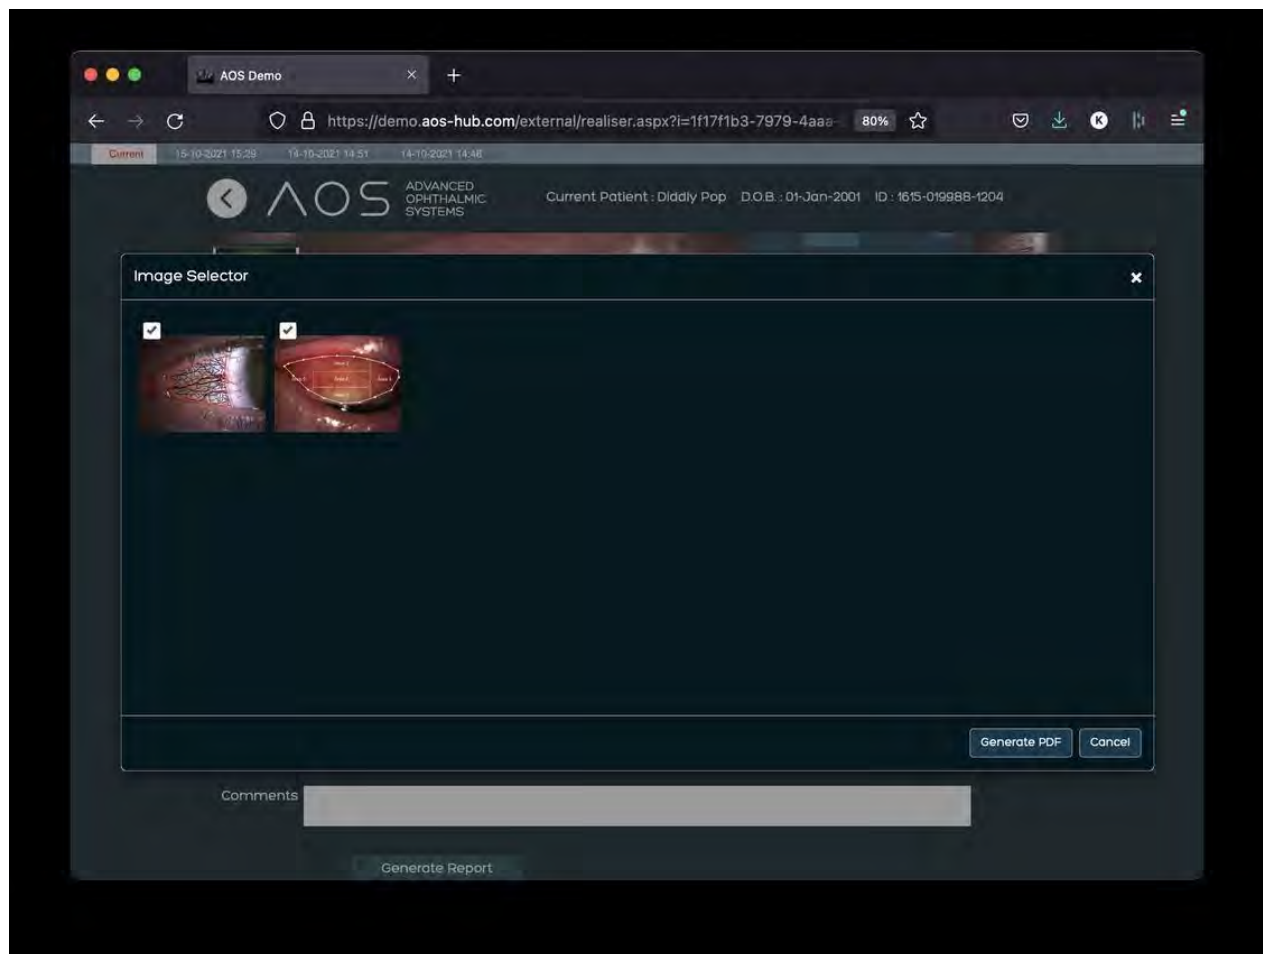 AOS Demo
https://demo.aos-hub.com/external/realiser.aspx?i=1f17f1b3-7979-4aaa- 80%
K
Current 15-10-2021 15:29 14-10-2021 14:51 14-10-2021 14:46
AOS ADVANCED
OPHTHALMIC
SYSTEMS
Current Patient : Diddly Pop D.O.B. : 01-Jan-2001 ID : 1615-019988-1204
Image Selector
Generate PDF Cancel
Comments
Generate Report